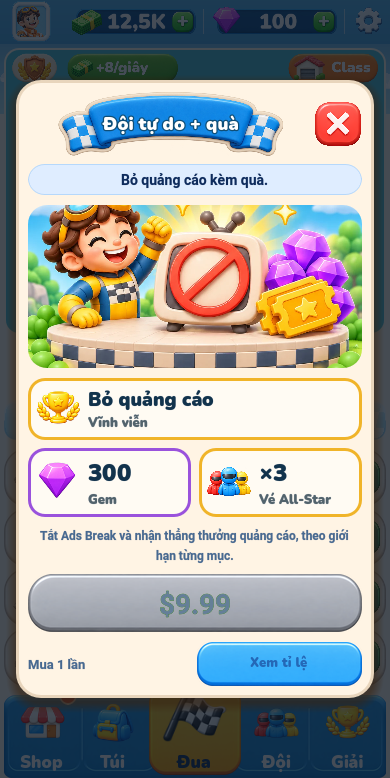 12,5K
100
+8/giây
Class
Đội tự do + quà
Bỏ quảng cáo kèm quà.
Bỏ quảng cáo
Vĩnh viễn
300
Gem
×3
Vé All-Star
Tắt Ads Break và nhận thẳng thưởng quảng cáo, theo giới
hạn từng mục.
$9.99
Mua 1 lần
Xem tỉ lệ
Shop
Túi
Đua
Đội
Giải